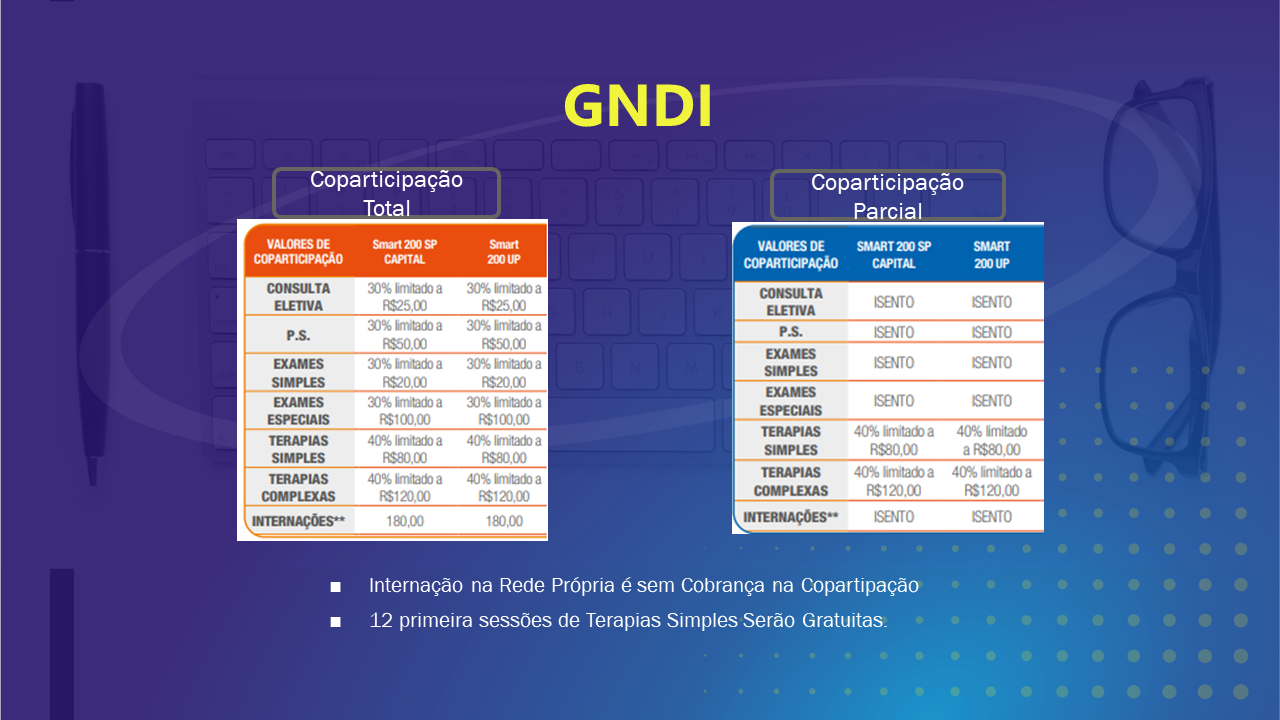 GNDI
Coparticipação
Total
VALORES DE COPARTICIPAÇÃO Smart 200 SP CAPITAL Smart 200 UP
CONSULTA ELETIVA 30% limitado a R$25,00 30% limitado a R$25,00
P.S. 30% limitado a R$50,00 30% limitado a R$50,00
EXAMES SIMPLES 30% limitado a R$20,00 30% limitado a R$20,00
EXAMES ESPECIAIS 30% limitado a R$100,00 30% limitado a R$100,00
TERAPIAS SIMPLES 40% limitado a R$80,00 40% limitado a R$80,00
TERAPIAS COMPLEXAS 40% limitado a R$120,00 40% limitado a R$120,00
INTERNAÇÕES** 180,00 180,00
Coparticipação
Parcial
VALORES DE COPARTICIPAÇÃO SMART 200 SP CAPITAL SMART 200 UP
CONSULTA ELETIVA ISENTO ISENTO
P.S. ISENTO ISENTO
EXAMES SIMPLES ISENTO ISENTO
EXAMES ESPECIAIS ISENTO ISENTO
TERAPIAS SIMPLES 40% limitado a R$80,00 40% limitado a R$80,00
TERAPIAS COMPLEXAS 40% limitado a R$120,00 40% limitado a R$120,00
INTERNAÇÕES** ISENTO ISENTO
▪ Internação na Rede Própria é sem Cobrança na Copartipação
▪ 12 primeira sessões de Terapias Simples Serão Gratuitas.